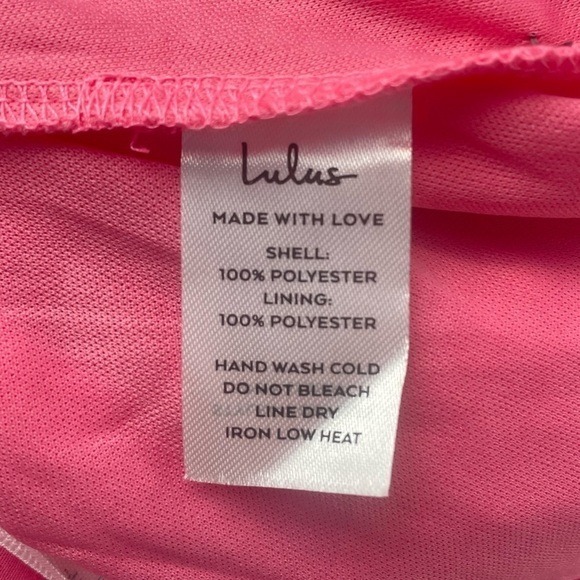 Lulus
MADE WITH LOVE
SHELL:
100% POLYESTER
LINING:
100% POLYESTER
HAND WASH COLD
DO NOT BLEACH
LINE DRY
IRON LOW HEAT